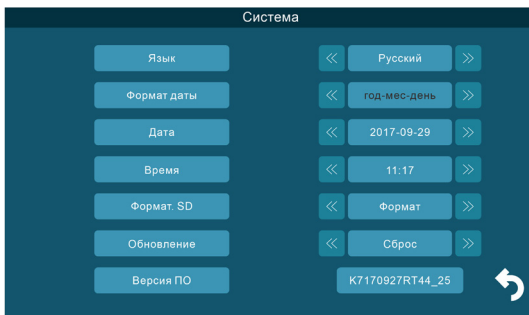 Система
Язык « Русский »
Формат даты « год-мес-день »
Дата « 2017-09-29 »
Время « 11:17 »
Формат. SD « Формат »
Обновление « Сброс »
Версия ПО K7170927RT44_25